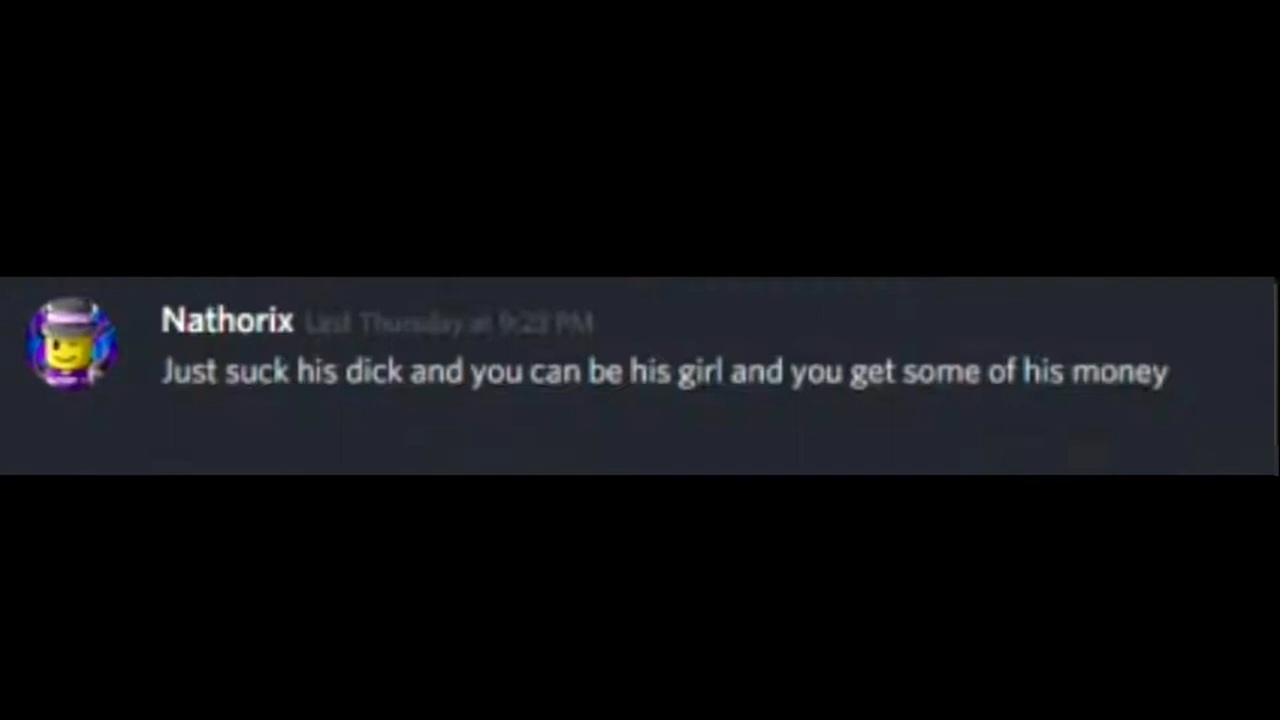 Nathorix Last Thursday at 9:23 PM
Just suck his dick and you can be his girl and you get some of his money